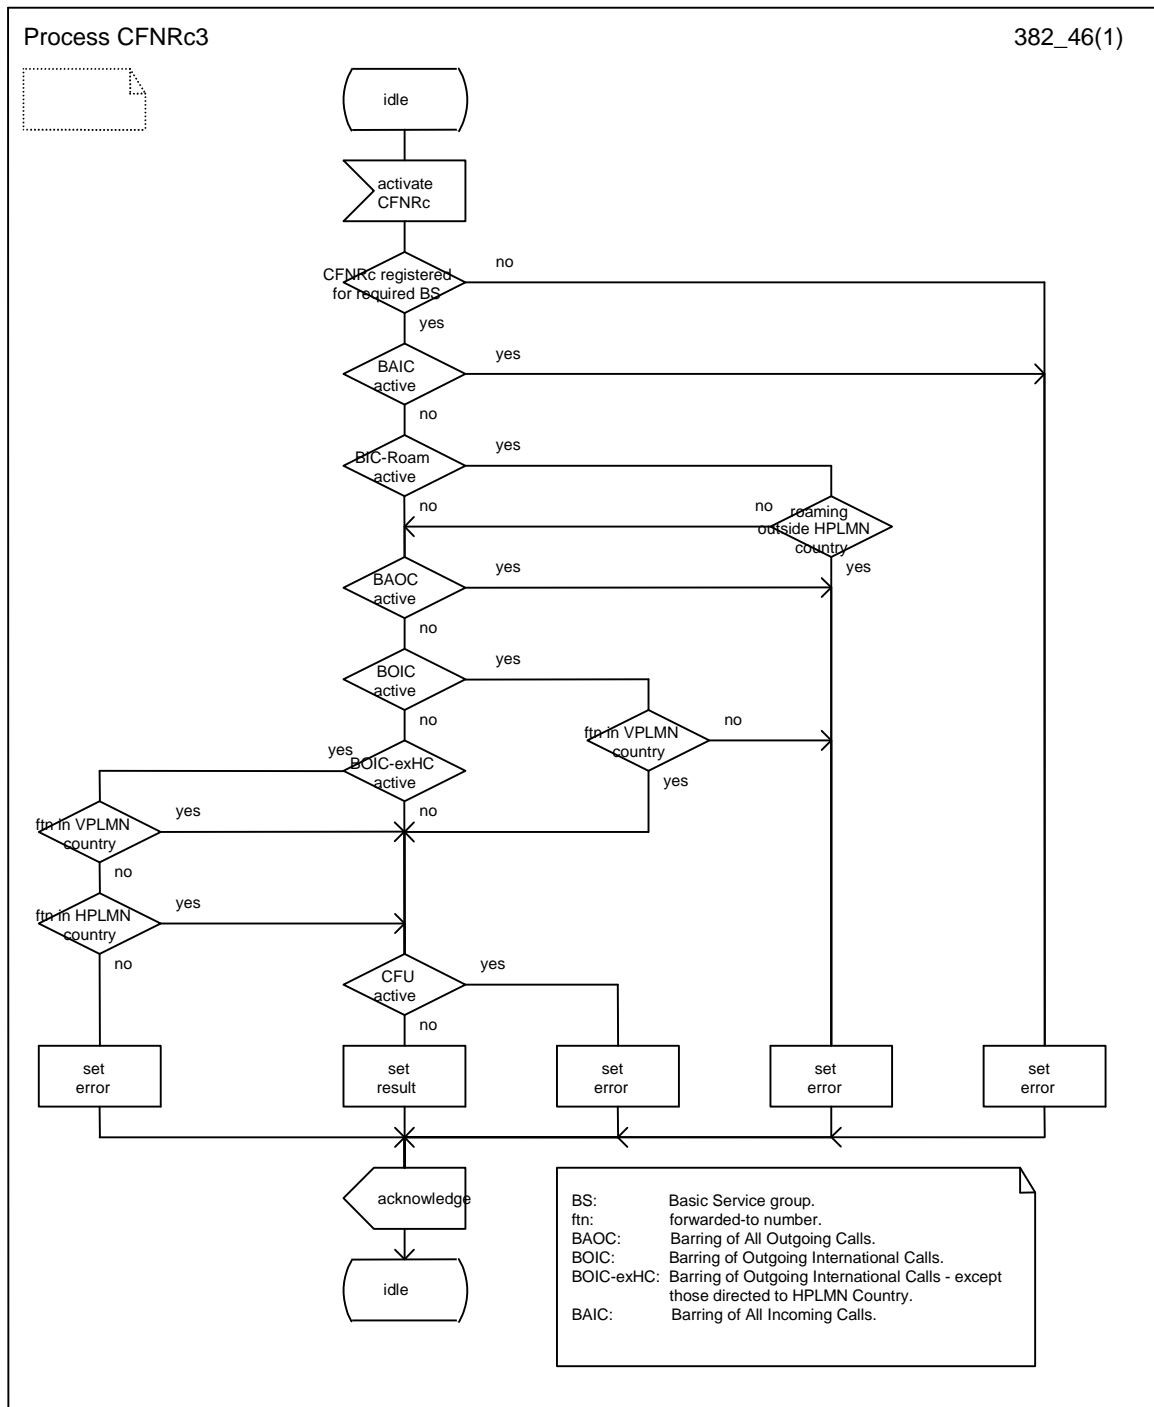 Process CFNRc3
382_46(1)
idle
activate
CFNRc
CFNRc registered
for required BS
no
yes
BAIC
active
yes
no
BIC-Roam
active
yes
no
no
roaming
outside HPLMN
country
yes
BAOC
active
yes
no
BOIC
active
yes
no
ftn in VPLMN
country
no
yes
yes
BOIC-exHC
active
no
ftn in VPLMN
country
yes
no
ftn in HPLMN
country
yes
no
CFU
active
yes
no
set
error
set
result
set
error
set
error
set
error
acknowledge
idle
BS: Basic Service group.
ftn: forwarded-to number.
BAOC: Barring of All Outgoing Calls.
BOIC: Barring of Outgoing International Calls.
BOIC-exHC: Barring of Outgoing International Calls - except
those directed to HPLMN Country.
BAIC: Barring of All Incoming Calls.